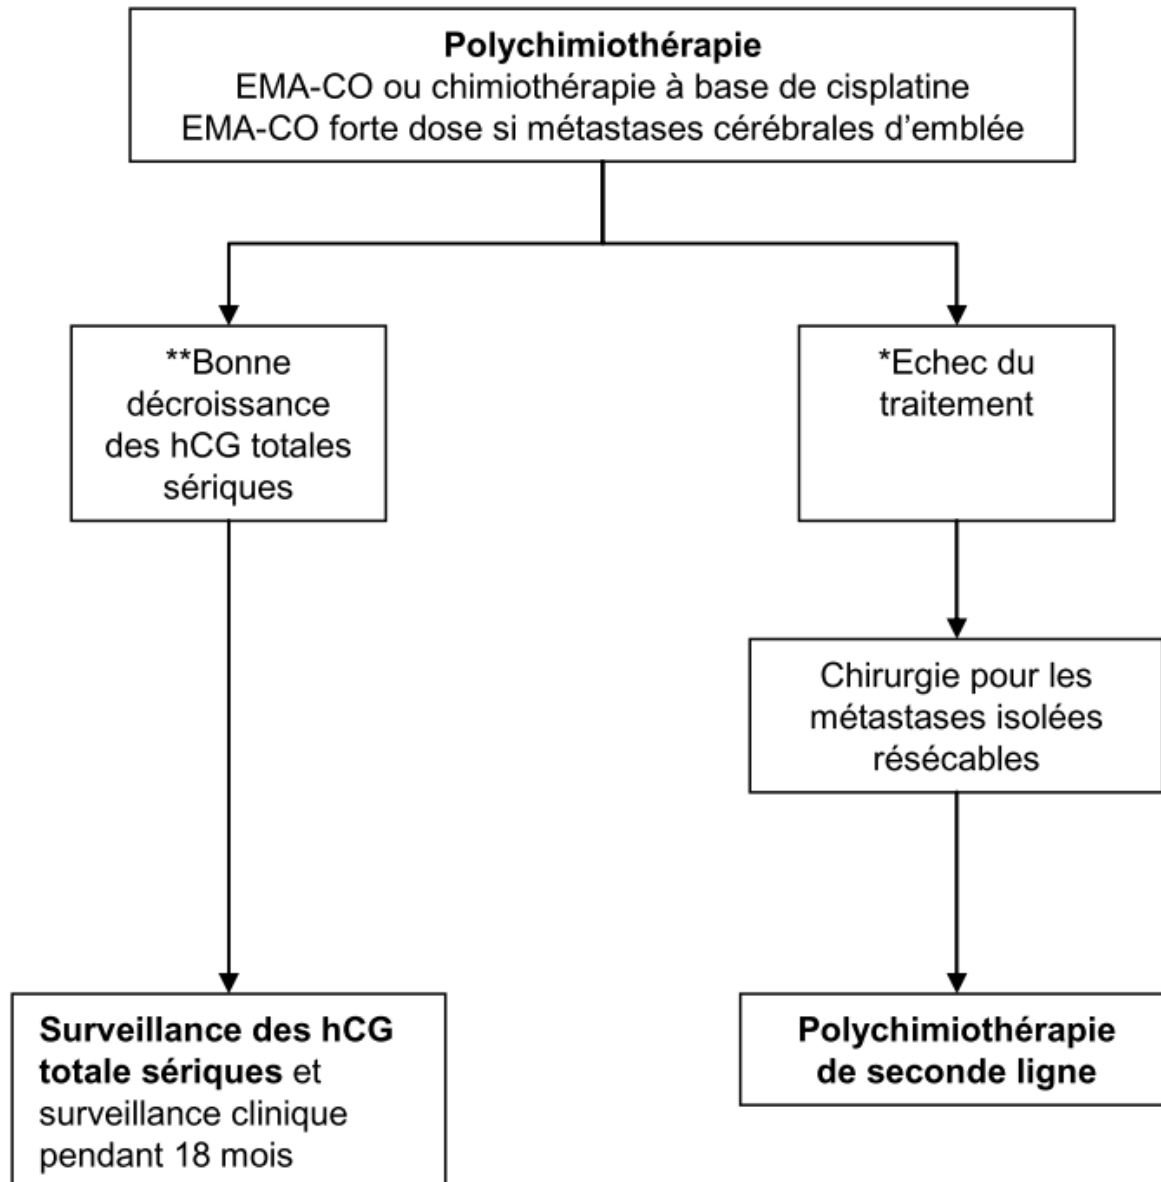 Polychimiothérapie
EMA-CO ou chimiothérapie à base de cisplatine
EMA-CO forte dose si métastases cérébrales d’emblée
**Bonne
décroissance
des hCG totales
sériques
*Echec du
traitement
Chirurgie pour les
métastases isolées
résécables
Surveillance des hCG
totale sériques et
surveillance clinique
pendant 18 mois
Polychimiothérapie
de seconde ligne